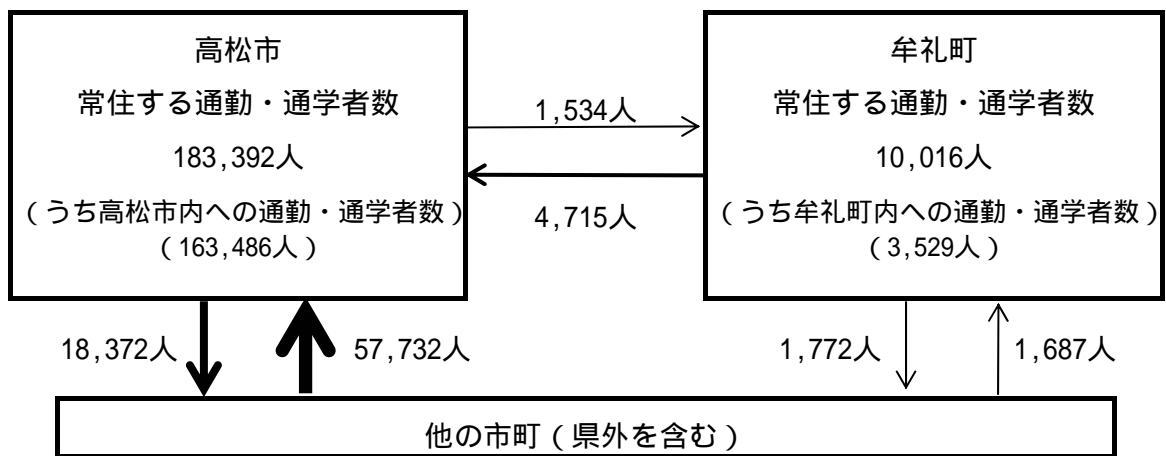 高松市
常住する通勤・通学者数
183,392人
(うち高松市内への通勤・通学者数)
(163,486人)
1,534人
4,715人
牟礼町
常住する通勤・通学者数
10,016人
(うち牟礼町内への通勤・通学者数)
(3,529人)
18,372人
57,732人
1,772人
1,687人
他の市町(県外を含む)